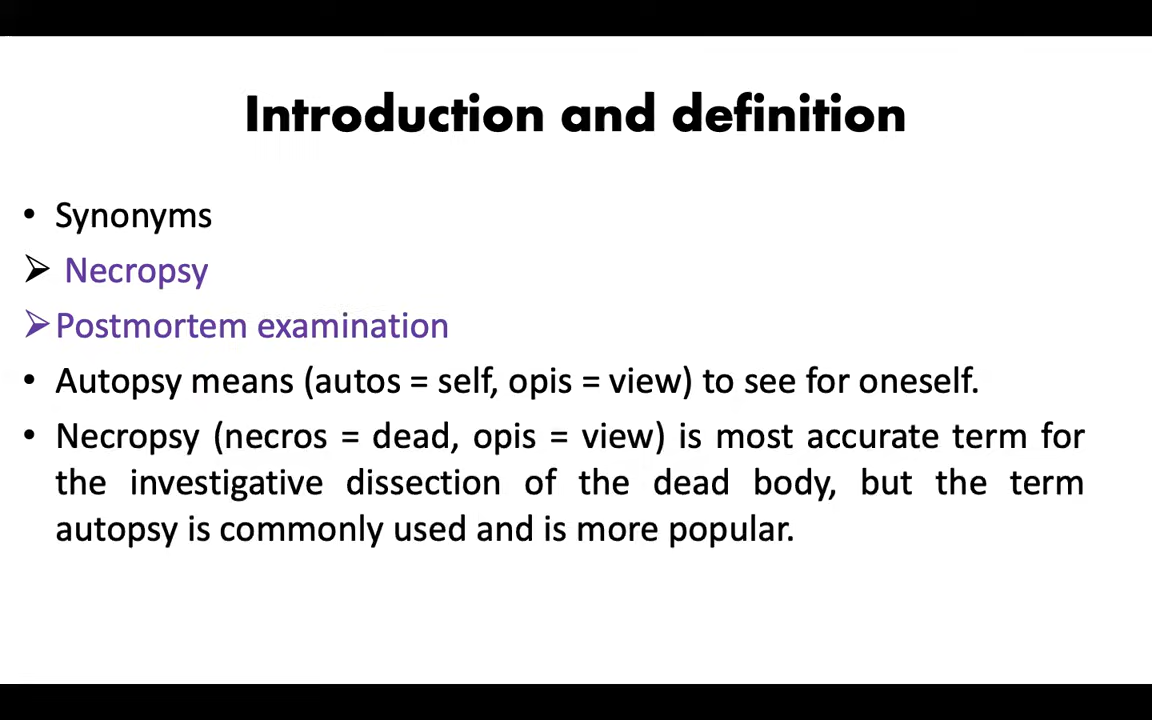 Introduction and definition
• Synonyms
➢ Necropsy
➢Postmortem examination
• Autopsy means (autos = self, opis = view) to see for oneself.
• Necropsy (necros = dead, opis = view) is most accurate term for
the investigative dissection of the dead body, but the term
autopsy is commonly used and is more popular.